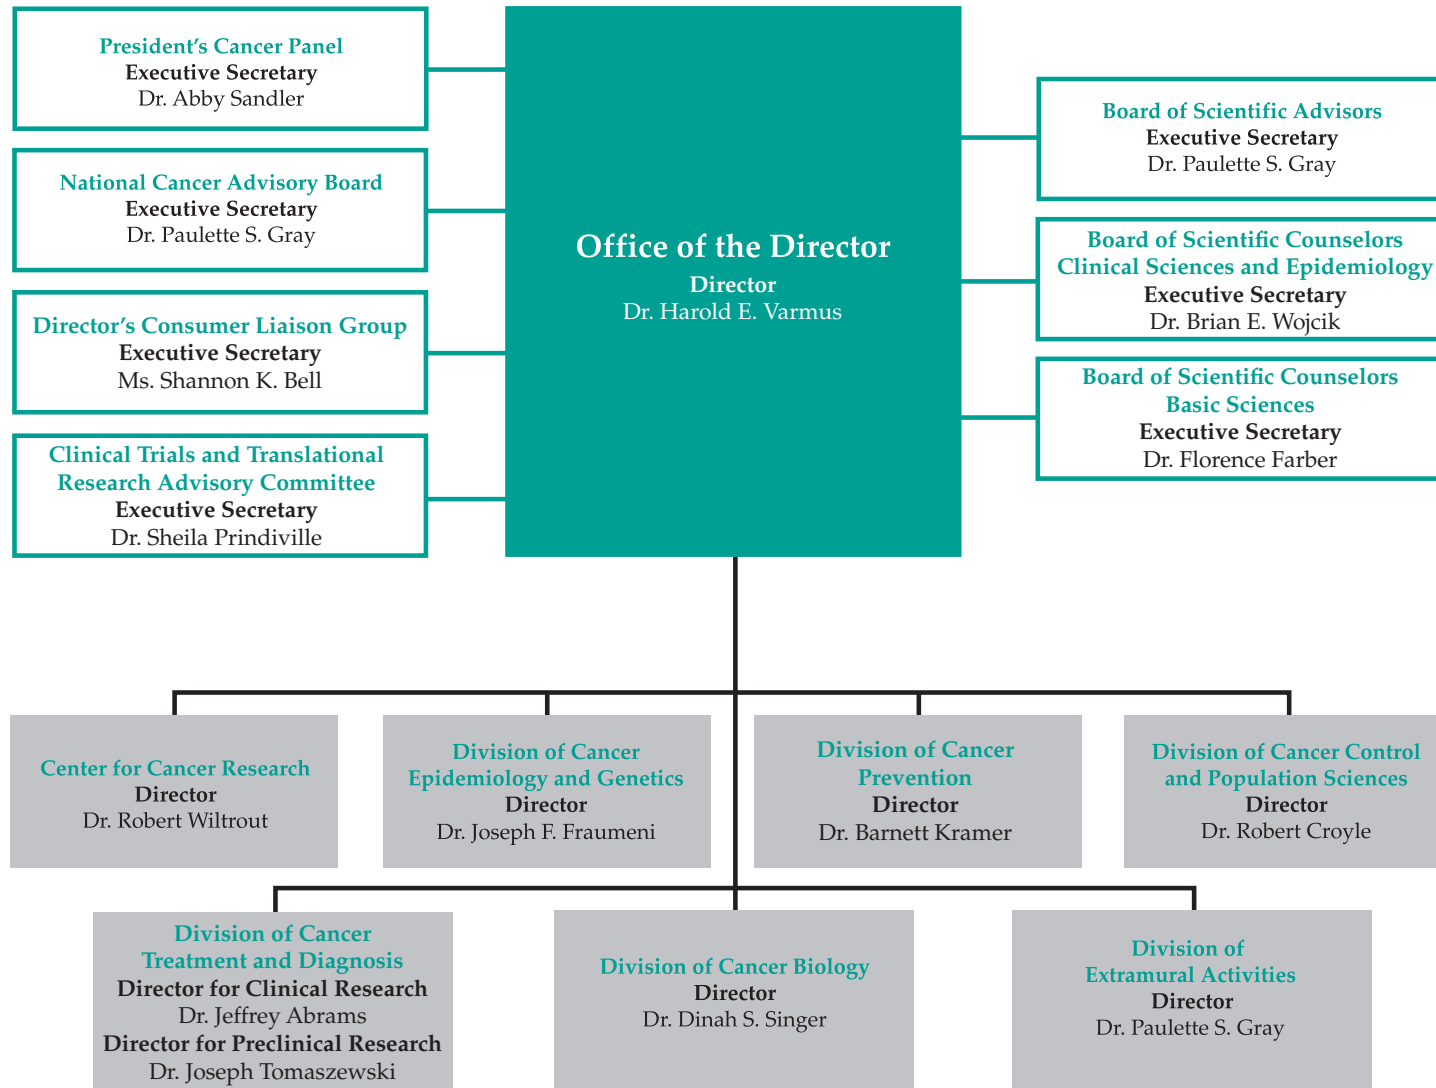 President's Cancer Panel
Executive Secretary
Dr. Abby Sandler
National Cancer Advisory Board
Executive Secretary
Dr. Paulette S. Gray
Director's Consumer Liaison Group
Executive Secretary
Ms. Shannon K. Bell
Clinical Trials and Translational
Research Advisory Committee
Executive Secretary
Dr. Sheila Prindiville
Office of the Director
Director
Dr. Harold E. Varmus
Board of Scientific Advisors
Executive Secretary
Dr. Paulette S. Gray
Board of Scientific Counselors
Clinical Sciences and Epidemiology
Executive Secretary
Dr. Brian E. Wojcik
Board of Scientific Counselors
Basic Sciences
Executive Secretary
Dr. Florence Farber
Center for Cancer Research
Director
Dr. Robert Wiltrout
Division of Cancer
Epidemiology and Genetics
Director
Dr. Joseph F. Fraumeni
Division of Cancer
Prevention
Director
Dr. Barnett Kramer
Division of Cancer Control
and Population Sciences
Director
Dr. Robert Croyle
Division of Cancer
Treatment and Diagnosis
Director for Clinical Research
Dr. Jeffrey Abrams
Director for Preclinical Research
Dr. Joseph Tomaszewski
Division of Cancer Biology
Director
Dr. Dinah S. Singer
Division of
Extramural Activities
Director
Dr. Paulette S. Gray